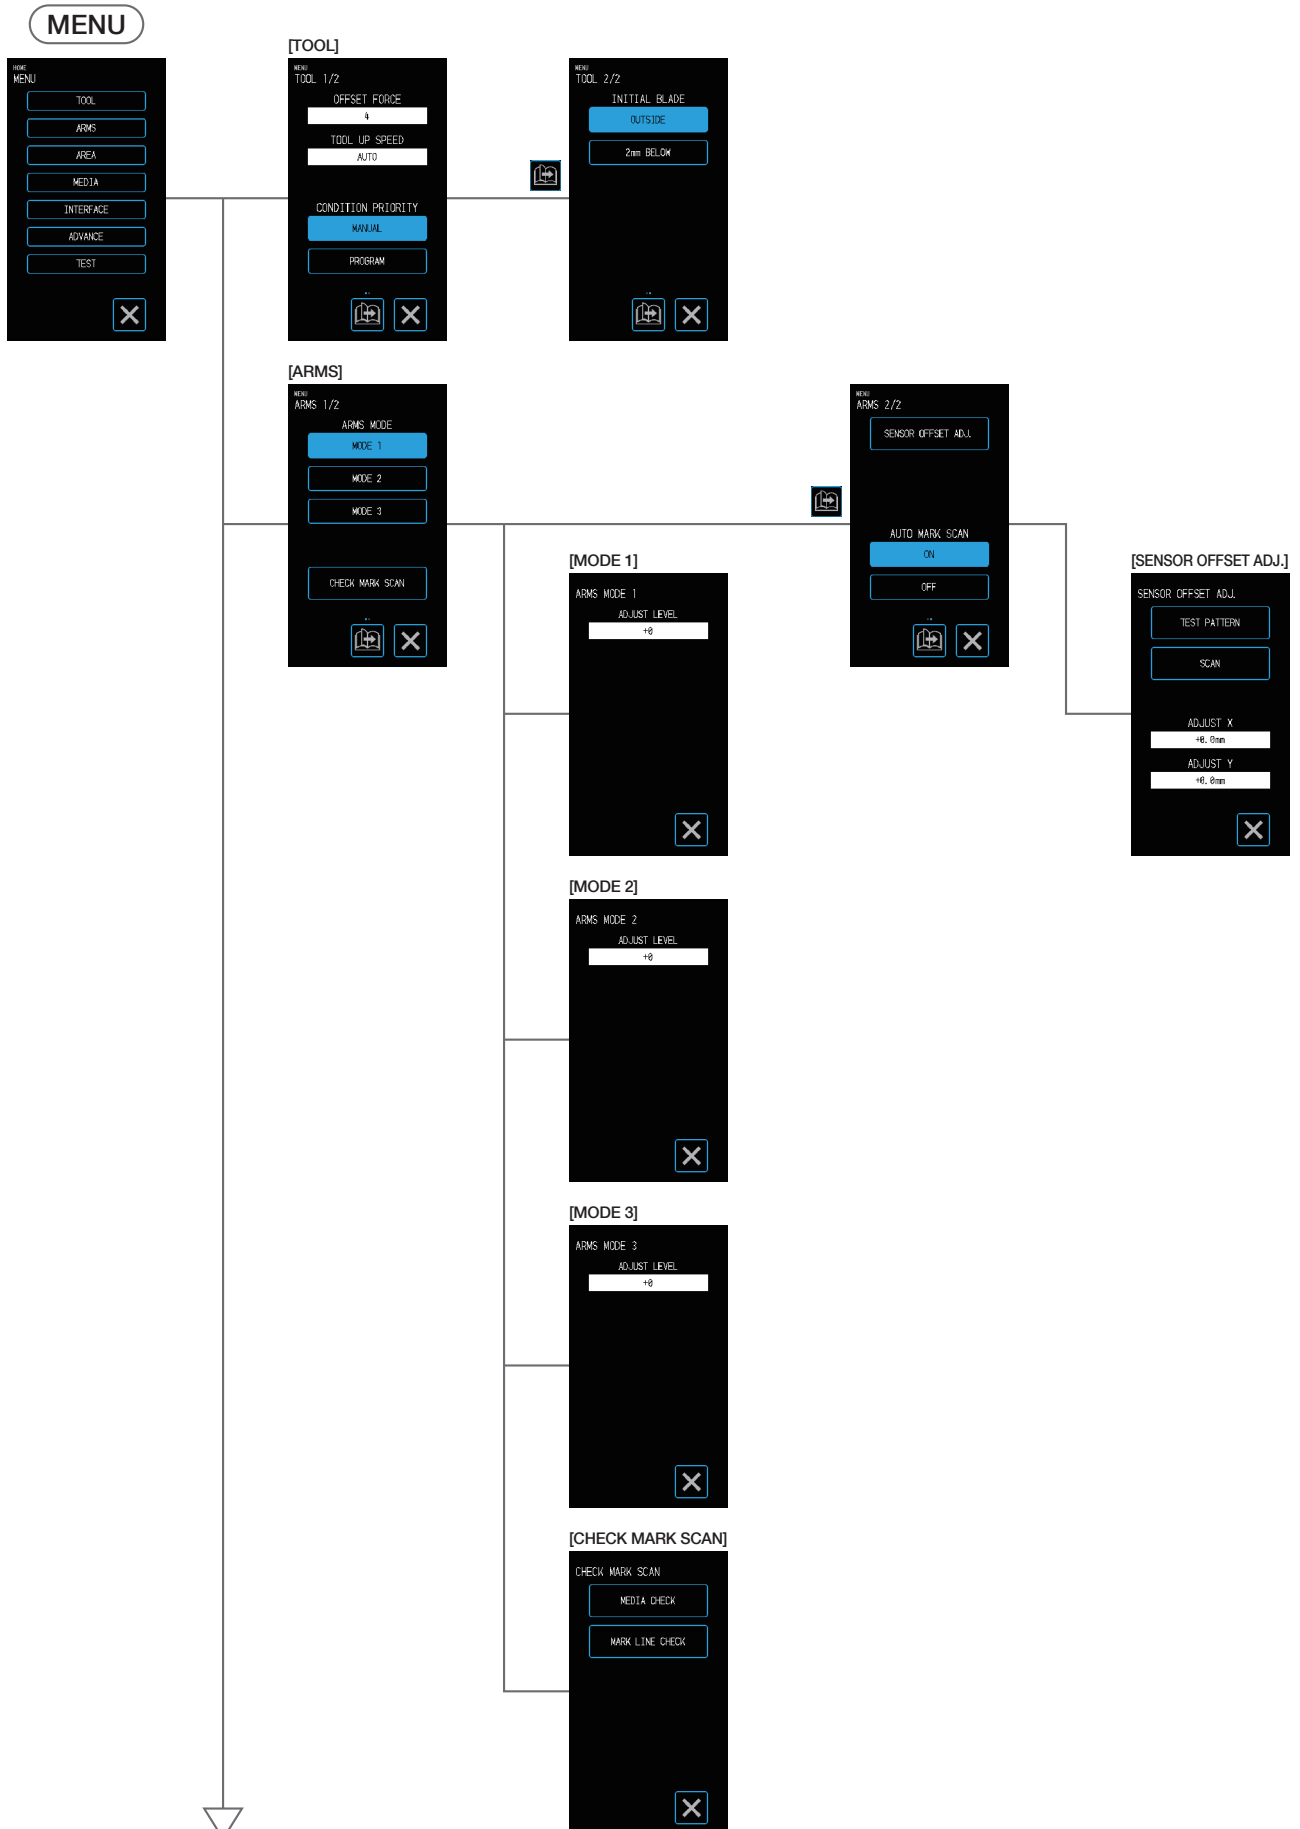 MENU
HOME
MENU
TOOL
ARMS
AREA
MEDIA
INTERFACE
ADVANCE
TEST
[TOOL]
MENU
TOOL 1/2
OFFSET FORCE
4
TOOL UP SPEED
AUTO
CONDITION PRIORITY
MANUAL
PROGRAM
MENU
TOOL 2/2
INITIAL BLADE
OUTSIDE
2mm BELOW
[ARMS]
MENU
ARMS 1/2
ARMS MODE
MODE 1
MODE 2
MODE 3
CHECK MARK SCAN
MENU
ARMS 2/2
SENSOR OFFSET ADJ.
AUTO MARK SCAN
ON
OFF
[SENSOR OFFSET ADJ.]
SENSOR OFFSET ADJ.
TEST PATTERN
SCAN
ADJUST X
+0.0mm
ADJUST Y
+0.0mm
[MODE 1]
ARMS MODE 1
ADJUST LEVEL
+0
[MODE 2]
ARMS MODE 2
ADJUST LEVEL
+0
[MODE 3]
ARMS MODE 3
ADJUST LEVEL
+0
[CHECK MARK SCAN]
CHECK MARK SCAN
MEDIA CHECK
MARK LINE CHECK